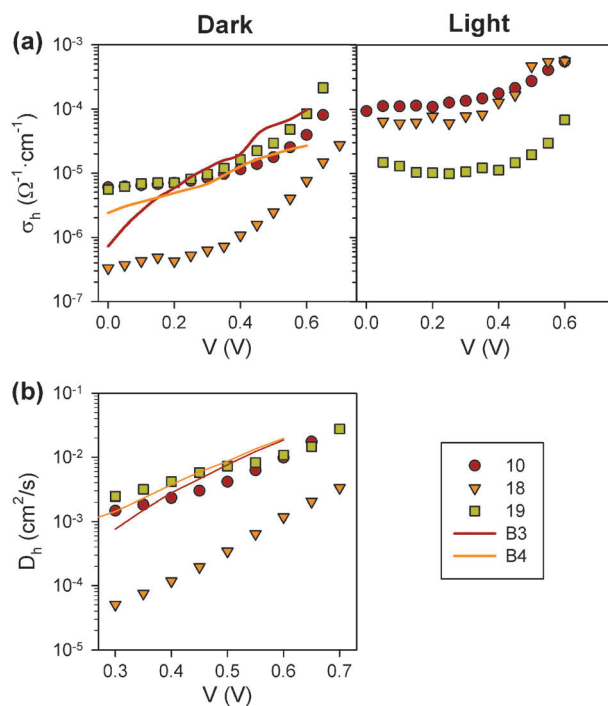 Dark Light
(a)
10⁻³
10⁻⁴
10⁻⁵
10⁻⁶
10⁻⁷
σh (Ω⁻¹·cm⁻¹)
0.0 0.2 0.4 0.6 0.0 0.2 0.4 0.6
V (V) V (V)
(b)
10⁻¹
10⁻²
10⁻³
10⁻⁴
10⁻⁵
Dh (cm²/s)
0.3 0.4 0.5 0.6 0.7
V (V)
10
18
19
B3
B4